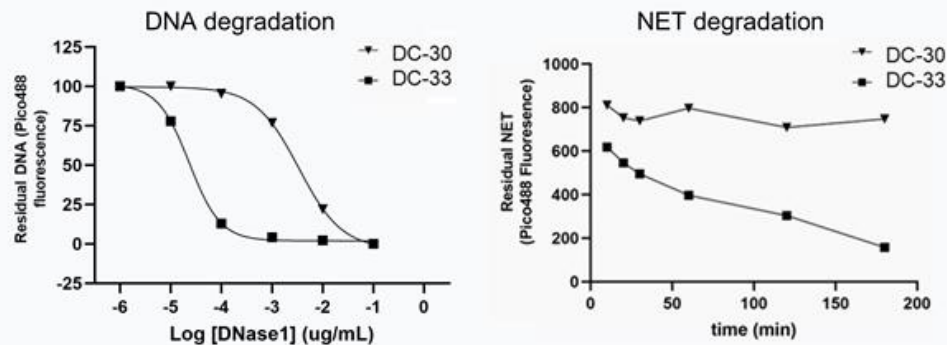 DNA degradation
DC-30
DC-33
125
100
75
50
25
0
-25
Residual DNA (Pico488
fluorescence)
-6 -5 -4 -3 -2 -1 0
Log [DNase1] (ug/mL)
NET degradation
DC-30
DC-33
1000
800
600
400
200
0
Residual NET
(Pico488 Fluoresence)
0 50 100 150 200
time (min)